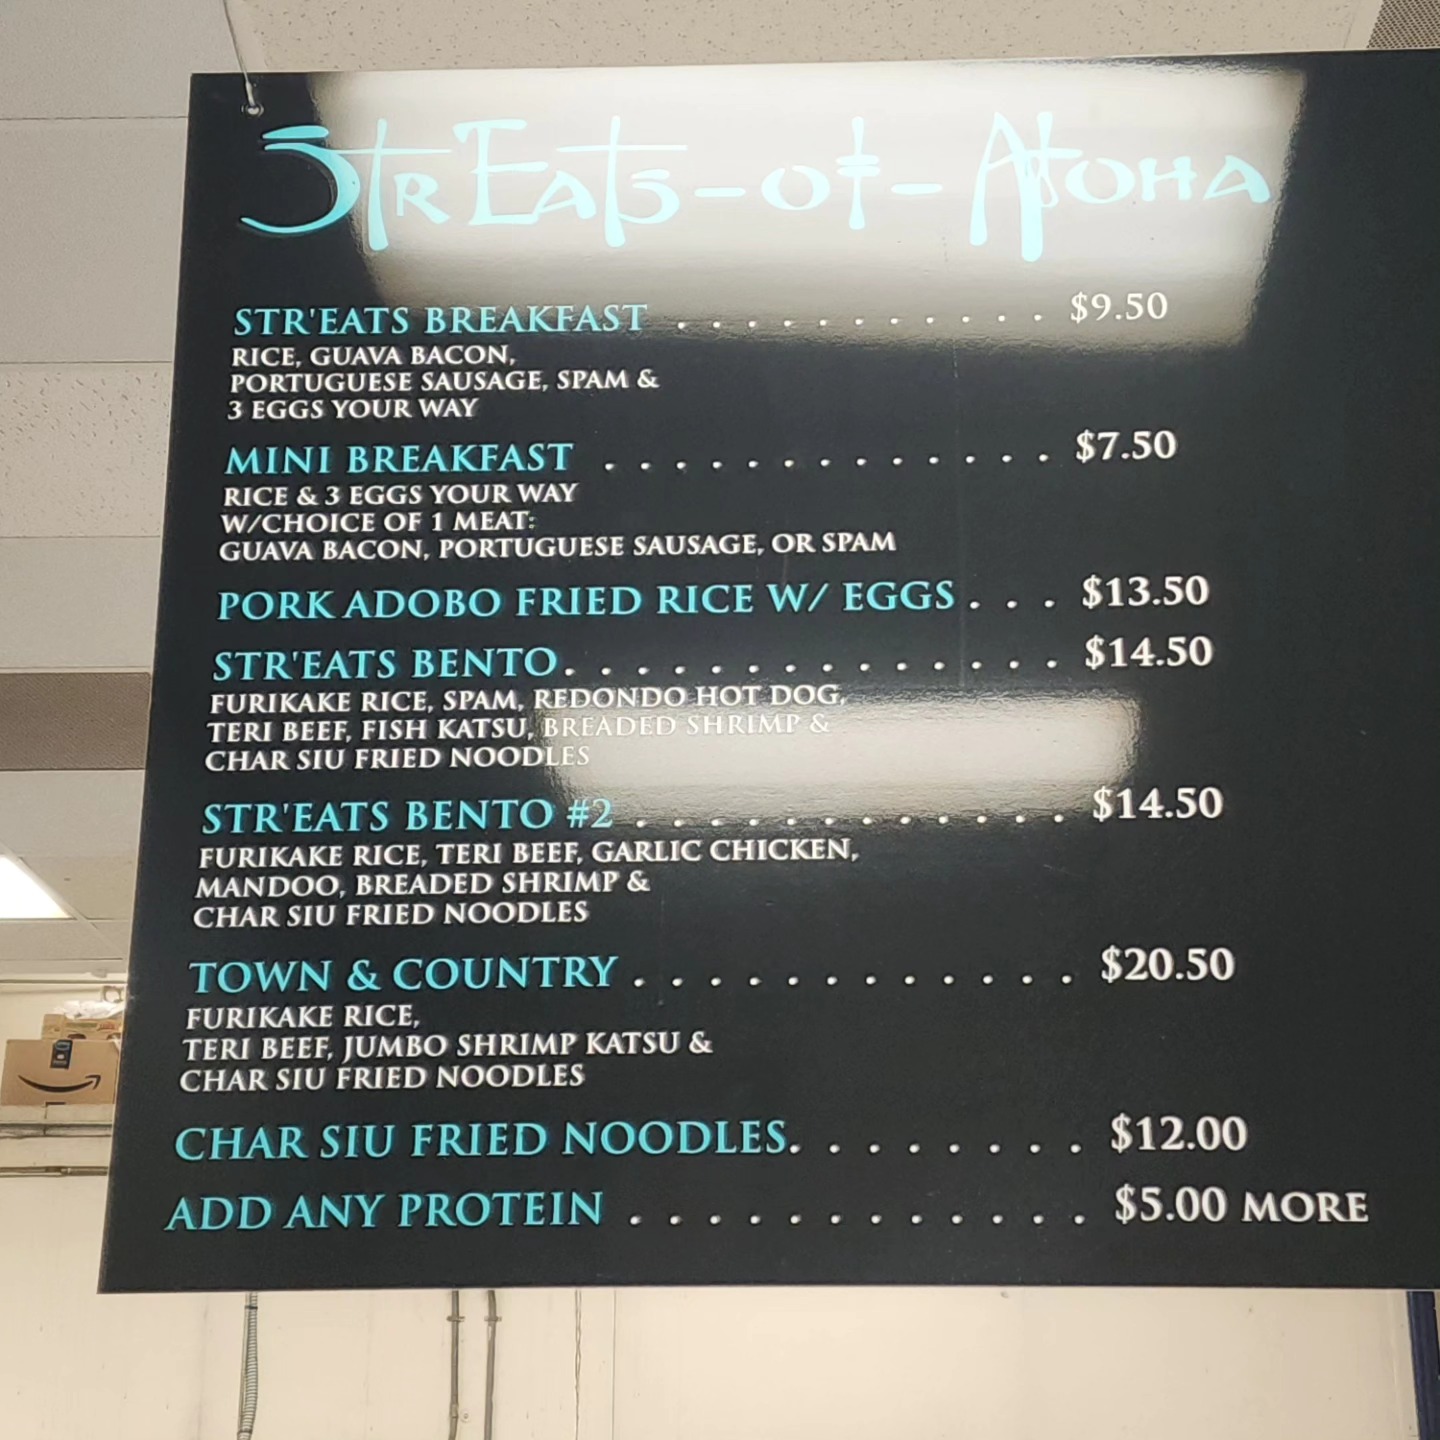 StrEats-of-Aloha
STR'EATS BREAKFAST . . . . . . . . . . . $9.50
RICE, GUAVA BACON,
PORTUGUESE SAUSAGE, SPAM &
3 EGGS YOUR WAY
MINI BREAKFAST . . . . . . . . . . . . . $7.50
RICE & 3 EGGS YOUR WAY
W/CHOICE OF 1 MEAT:
GUAVA BACON, PORTUGUESE SAUSAGE, OR SPAM
PORK ADOBO FRIED RICE W/ EGGS . . . $13.50
STR'EATS BENTO. . . . . . . . . . . . . . $14.50
FURIKAKE RICE, SPAM, REDONDO HOT DOG,
TERI BEEF, FISH KATSU, BREADED SHRIMP &
CHAR SIU FRIED NOODLES
STR'EATS BENTO #2 . . . . . . . . . . . . $14.50
FURIKAKE RICE, TERI BEEF, GARLIC CHICKEN,
MANDOO, BREADED SHRIMP &
CHAR SIU FRIED NOODLES
TOWN & COUNTRY . . . . . . . . . . . . $20.50
FURIKAKE RICE,
TERI BEEF, JUMBO SHRIMP KATSU &
CHAR SIU FRIED NOODLES
CHAR SIU FRIED NOODLES. . . . . . . . $12.00
ADD ANY PROTEIN . . . . . . . . . . . . $5.00 MORE